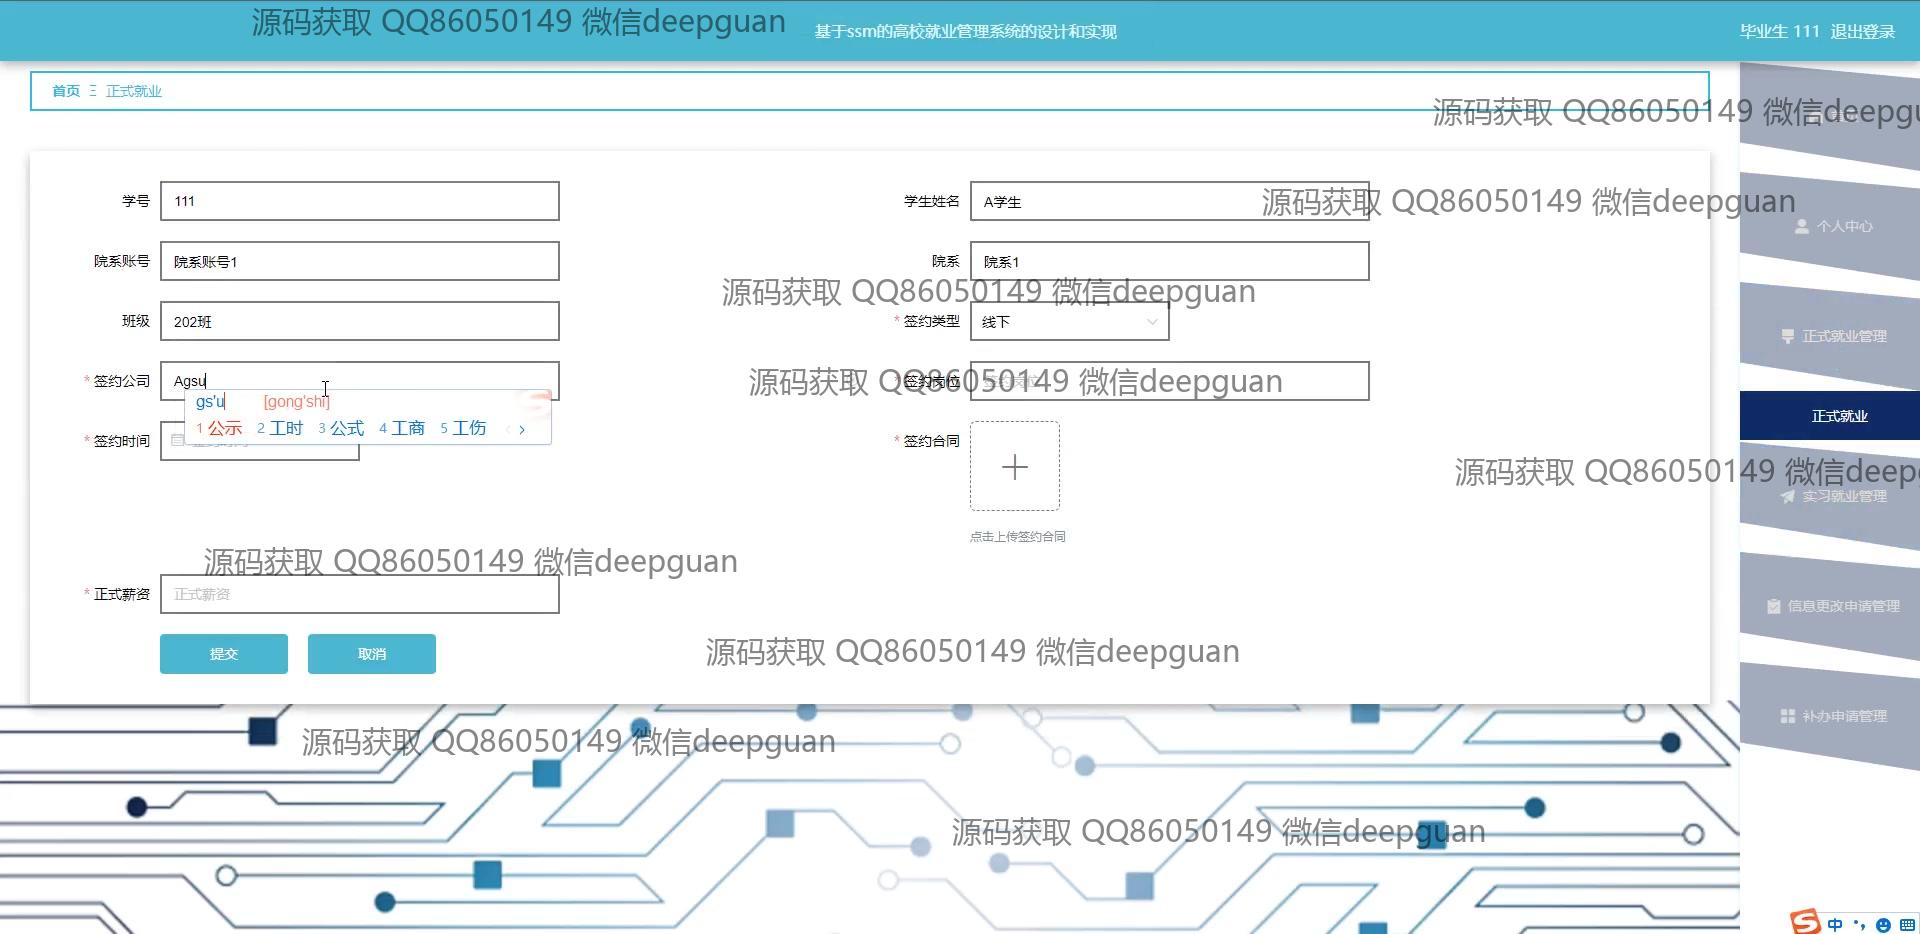 源码获取 QQ86050149 微信deepguan
基于ssm的高校就业管理系统的设计和实现
毕业生 111 退出登录
首页 正式就业
源码获取 QQ86050149 微信deepgu
学号 111
学生姓名 A学生
源码获取 QQ86050149 微信deepguan
个人中心
院系账号 院系账号1
院系 院系1
源码获取 QQ86050149 微信deepguan
班级 202班
* 签约类型 线下
正式就业管理
* 签约公司 Agsu
* 签约岗位
源码获取 QQ86050149 微信deepguan
gs'u [gong'shi]
1 公示 2 工时 3 公式 4 工商 5 工伤
正式就业
* 签约时间
* 签约合同
源码获取 QQ86050149 微信deep
实习就业管理
点击上传签约合同
源码获取 QQ86050149 微信deepguan
* 正式薪资 正式薪资
信息更改申请管理
提交 取消
源码获取 QQ86050149 微信deepguan
补办申请管理
源码获取 QQ86050149 微信deepguan
源码获取 QQ86050149 微信deepguan
中